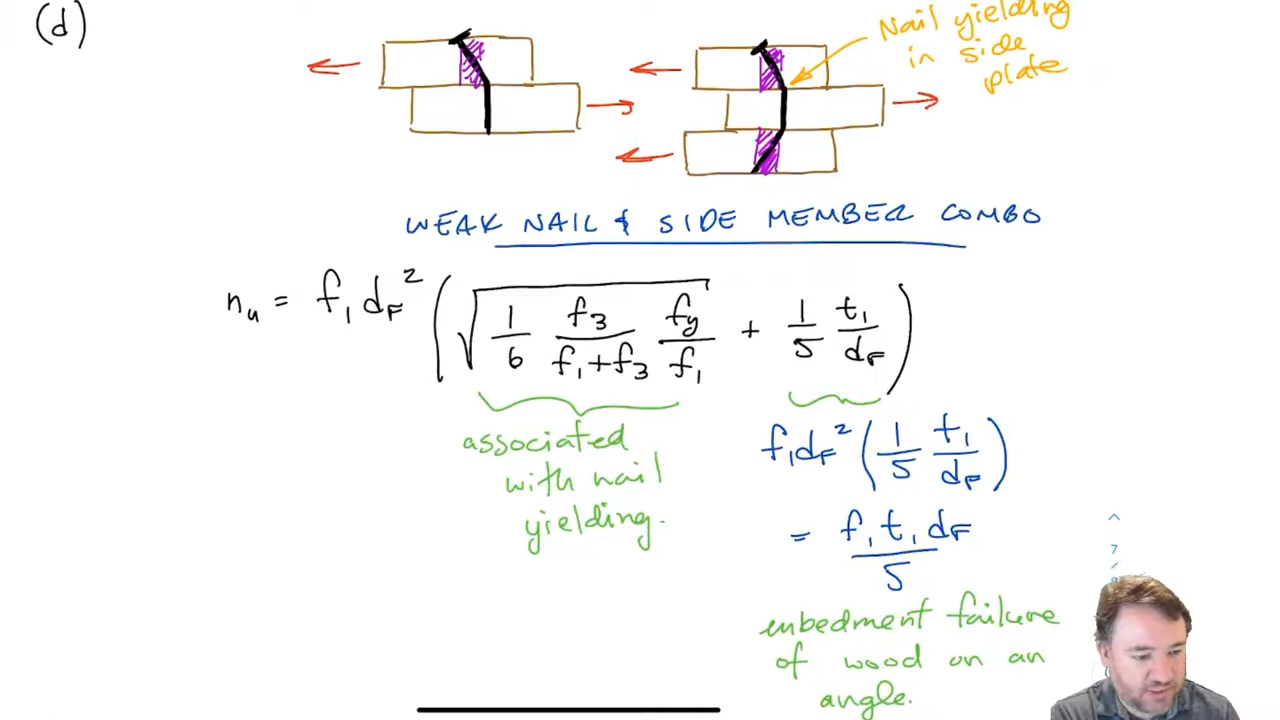 (d)
Nail yielding
in side
plate
WEAK NAIL & SIDE MEMBER COMBO
n_u = f_1 d_F^2 ( √( 1/6 f_3/(f_1+f_3) f_y/f_1 ) + 1/5 t_1/d_F )
associated
with nail
yielding.
f_1 d_F^2 ( 1/5 t_1/d_F )
= f_1 t_1 d_F / 5
embedment failure
of wood on an
angle.
7
/